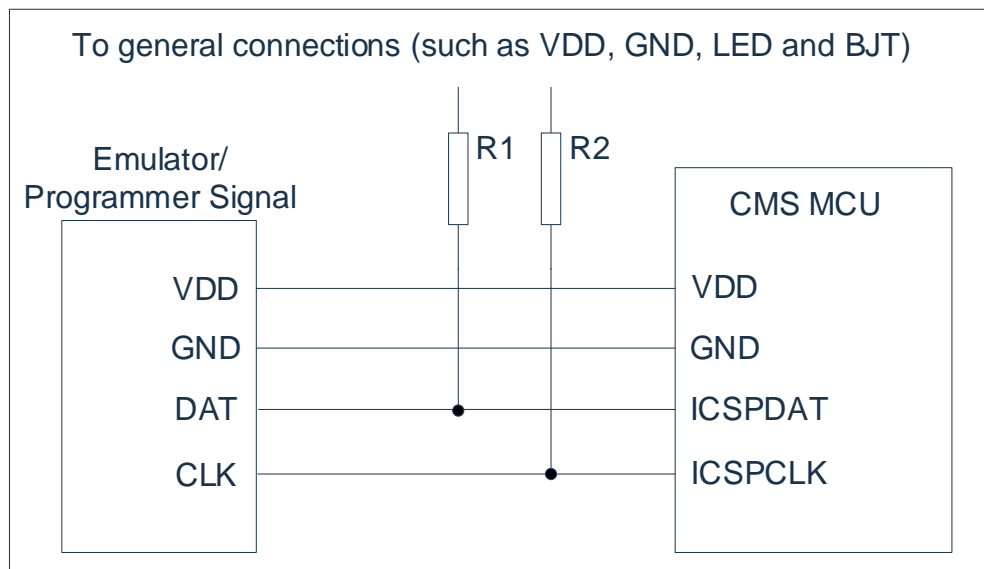 To general connections (such as VDD, GND, LED and BJT)
R1
R2
Emulator/
Programmer Signal
CMS MCU
VDD
VDD
GND
GND
DAT
ICSPDAT
CLK
ICSPCLK